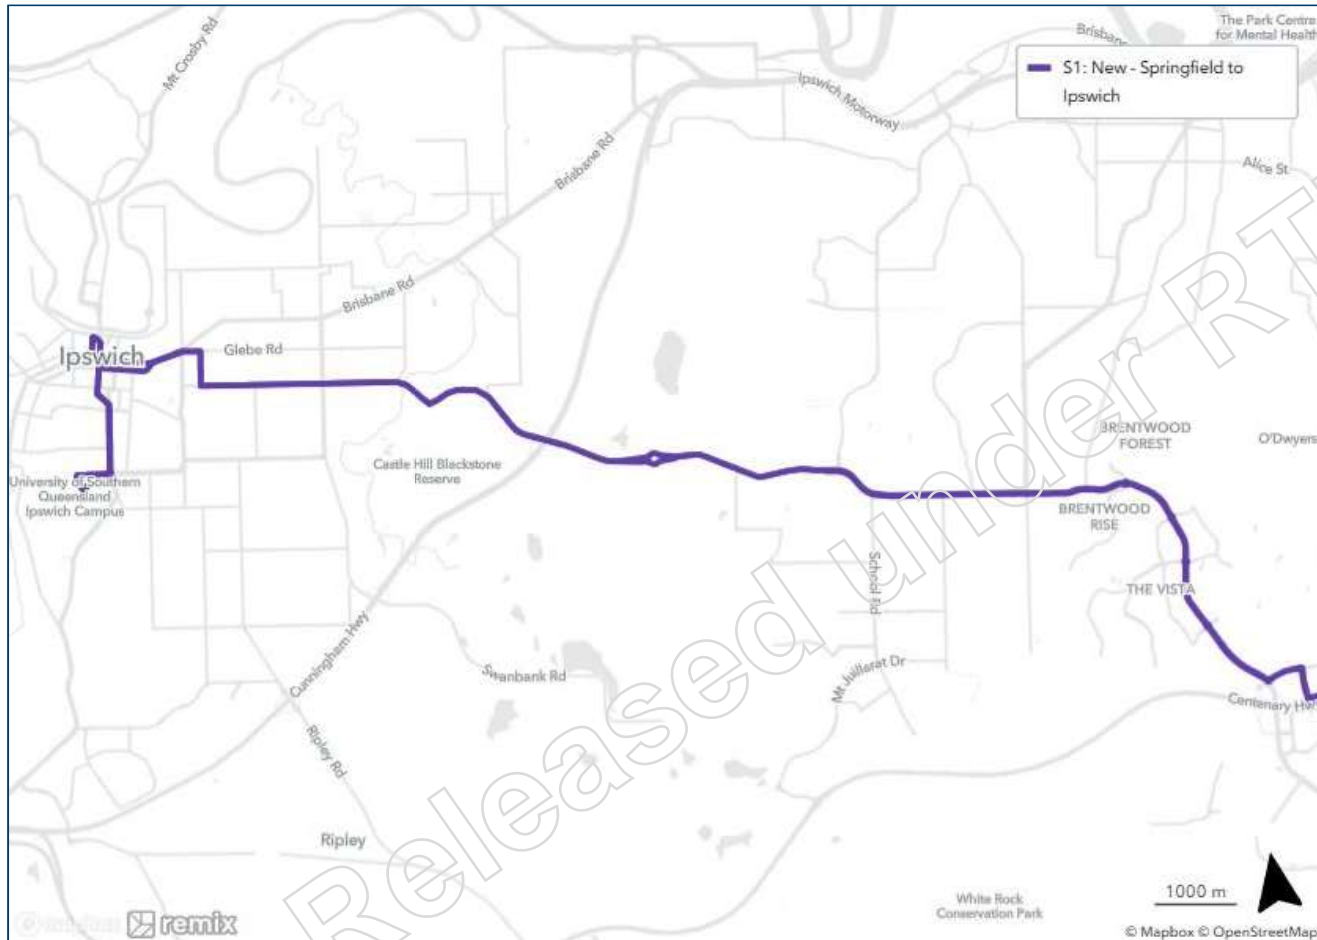 The Park Centre
for Mental Health
Mt Crosby Rd
Brisbane
S1: New - Springfield to
Ipswich
Ipswich Motorway
Brisbane Rd
Alice St
Brisbane Rd
Ipswich
Glebe Rd
BRENTWOOD
FOREST
O'Dwyers
Castle Hill Blackstone
Reserve
University of Southern
Queensland
Ipswich Campus
BRENTWOOD
RISE
School Rd
THE VISTA
Cunningham Hwy
Swanbank Rd
Mt Juillerat Dr
Centenary Hwy
Ripley Rd
Ripley
Released under RT
1000 m
White Rock
Conservation Park
remix
© Mapbox © OpenStreetMap